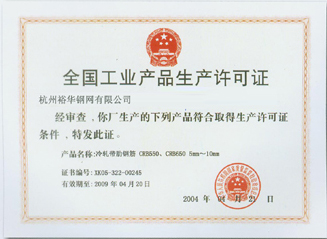 全国工业产品生产许可证
杭州裕华钢网有限公司
经审查，你厂生产的下列产品符合取得生产许可证
条件，特发此证。
产品名称：冷轧带肋钢筋 CRB550、CRB650 5mm～10mm
证书编号：XK05-322-00245
有效期至：2009 年 04 月 20 日
2004 年 04 月 21 日